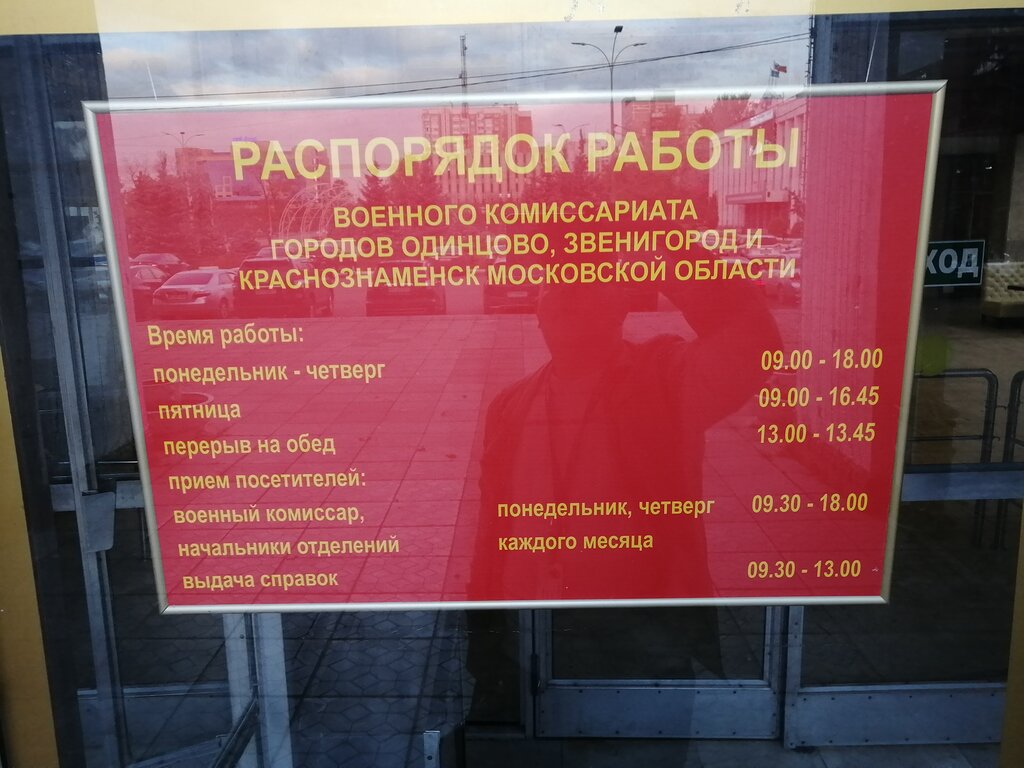 РАСПОРЯДОК РАБОТЫ
ВОЕННОГО КОМИССАРИАТА
ГОРОДОВ ОДИНЦОВО, ЗВЕНИГОРОД И
КРАСНОЗНАМЕНСК МОСКОВСКОЙ ОБЛАСТИ
ХОД
Время работы:
понедельник - четверг 09.00 - 18.00
пятница 09.00 - 16.45
перерыв на обед 13.00 - 13.45
прием посетителей:
военный комиссар, понедельник, четверг 09.30 - 18.00
начальники отделений каждого месяца
выдача справок 09.30 - 13.00